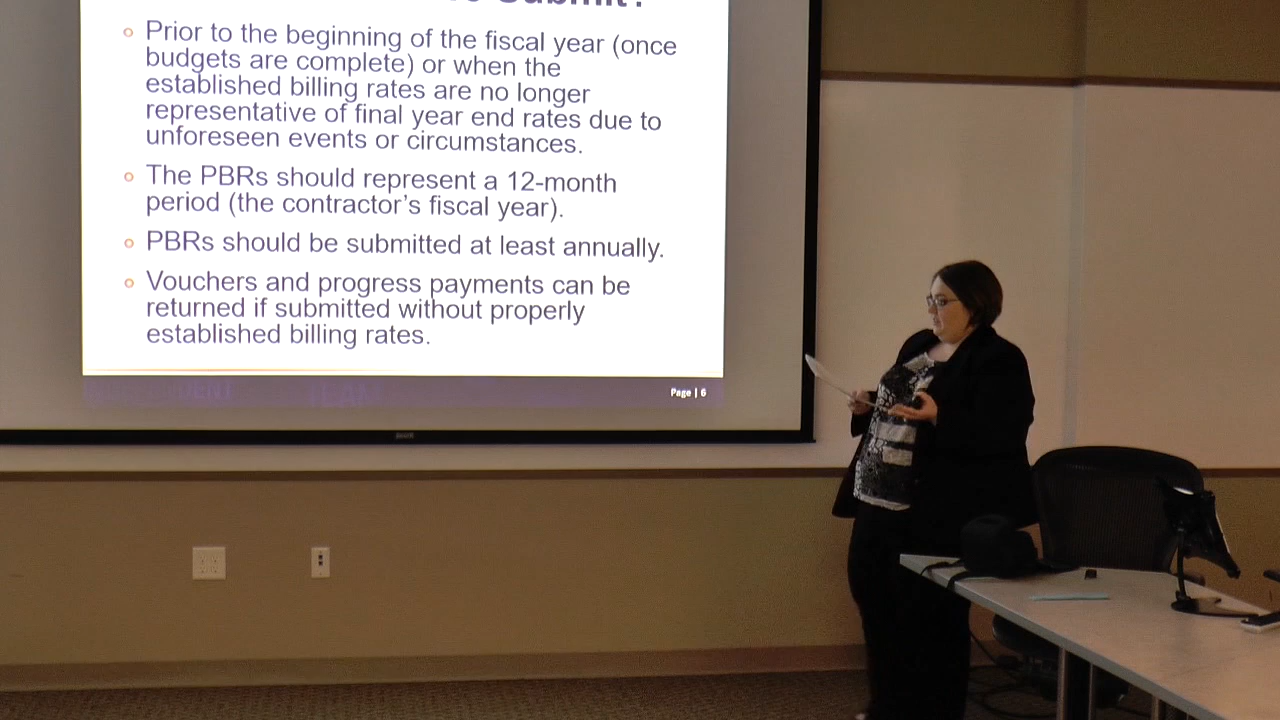 Submit?
Prior to the beginning of the fiscal year (once
budgets are complete) or when the
established billing rates are no longer
representative of final year end rates due to
unforeseen events or circumstances.
The PBRs should represent a 12-month
period (the contractor's fiscal year).
PBRs should be submitted at least annually.
Vouchers and progress payments can be
returned if submitted without properly
established billing rates.
Page | 6